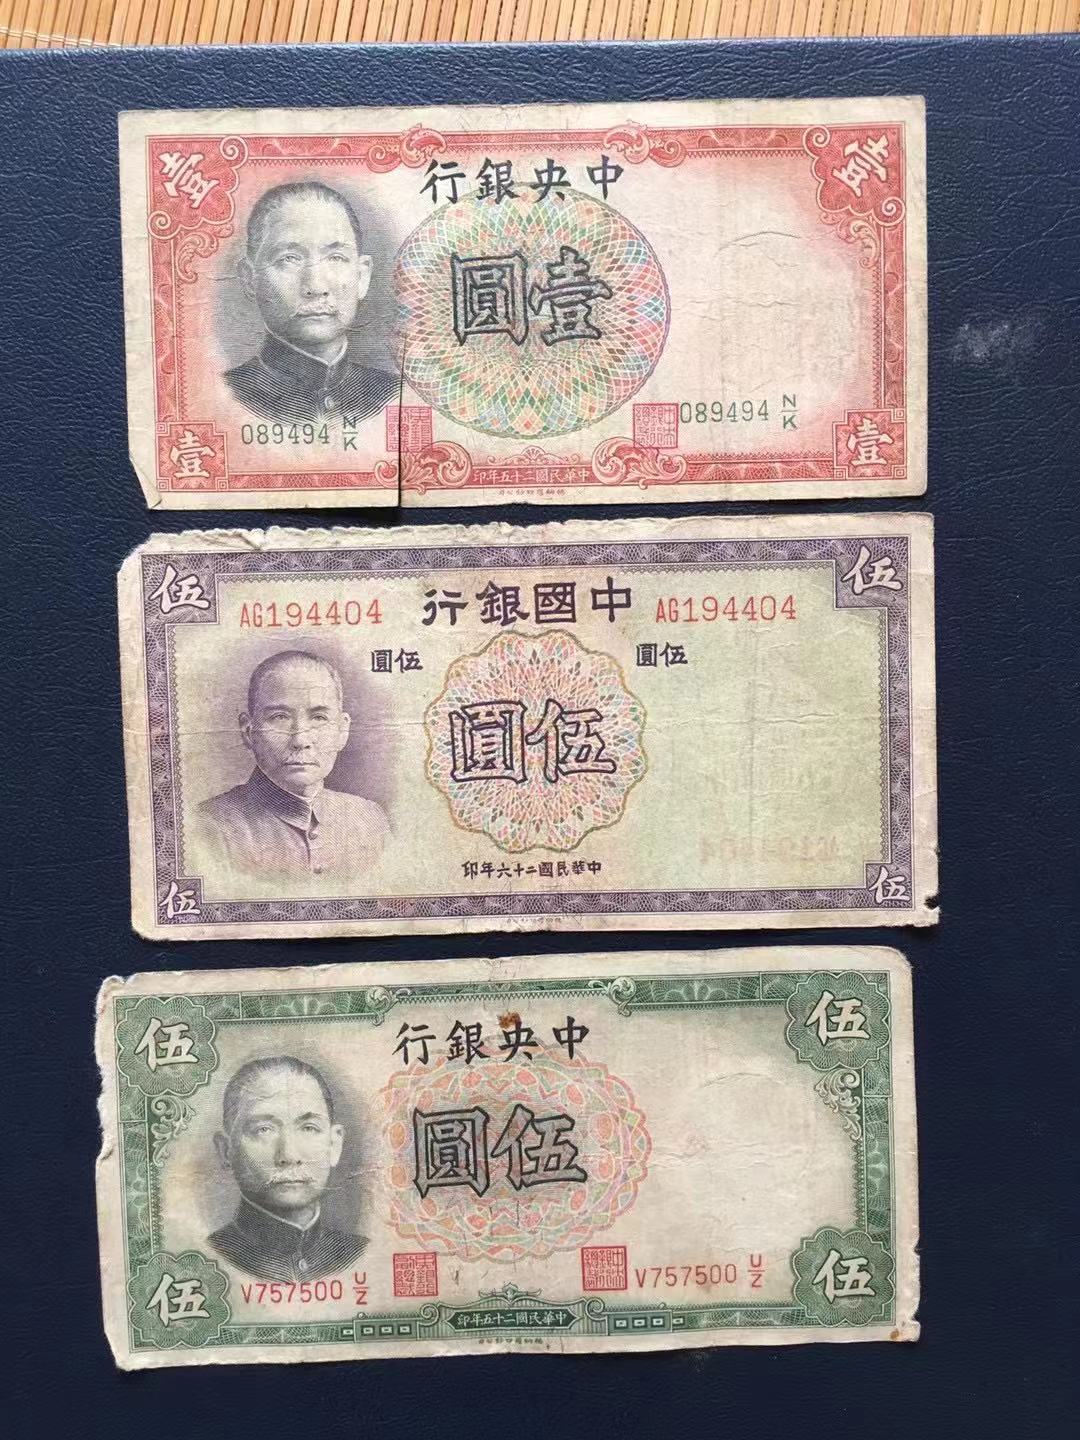 壹 中央銀行 壹
壹圓
089494 N/K 089494 N/K
壹 中華民國二十五年印 壹
伍 中國銀行 伍
AG194404 AG194404
伍圓 伍圓
伍圓
中華民國二十六年印
伍 伍
伍 中央銀行 伍
伍圓
V757500 U/Z V757500 U/Z
伍 中華民國二十五年印 伍